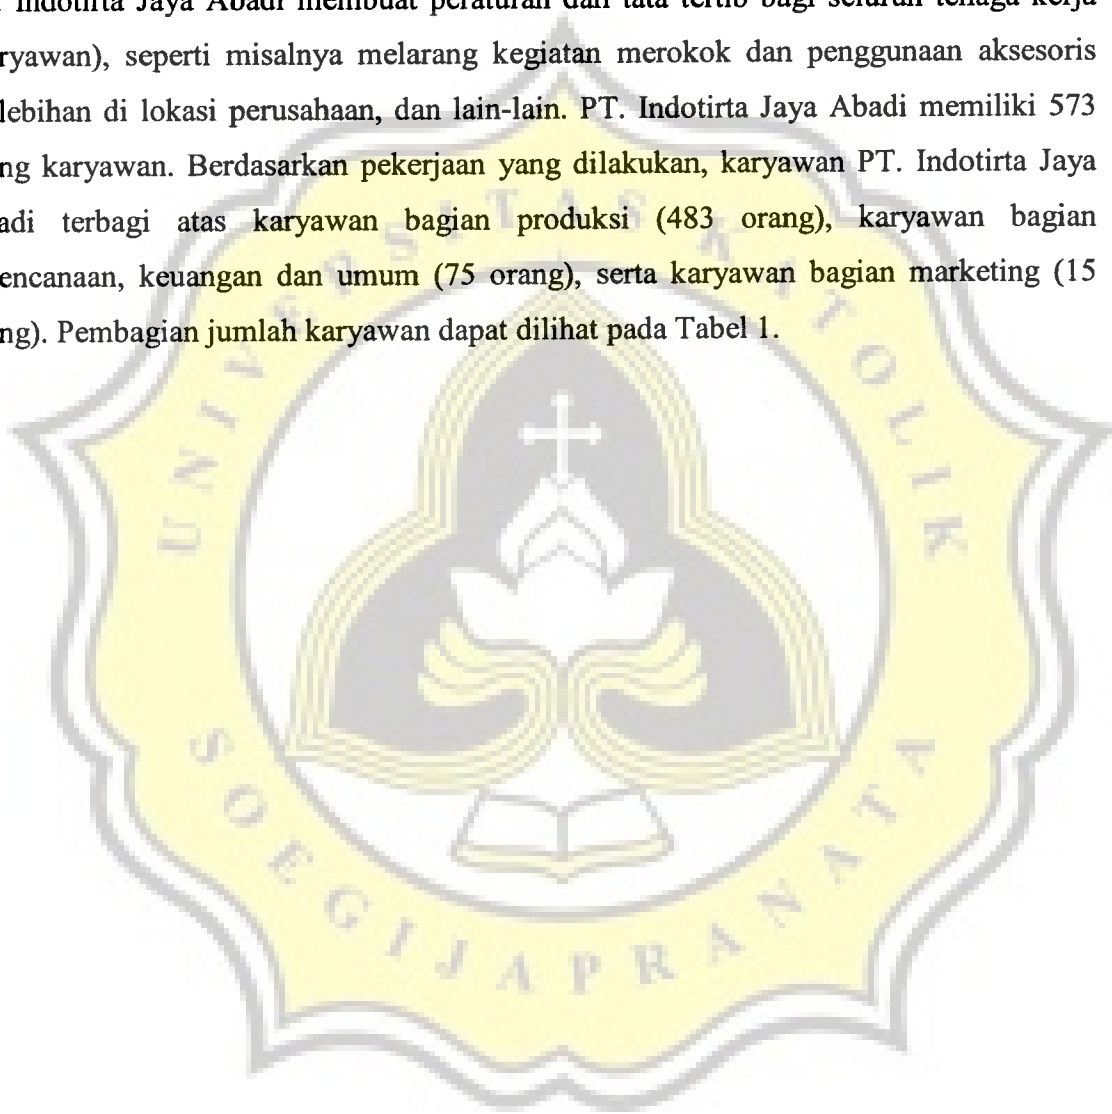 Indotirta Jaya Abadi membuat peraturan dan tata tertib bagi seluruh tenaga kerja
ryawan), seperti misalnya melarang kegiatan merokok dan penggunaan aksesoris
lebihan di lokasi perusahaan, dan lain-lain. PT. Indotirta Jaya Abadi memiliki 573
ng karyawan. Berdasarkan pekerjaan yang dilakukan, karyawan PT. Indotirta Jaya
adi terbagi atas karyawan bagian produksi (483 orang), karyawan bagian
encanaan, keuangan dan umum (75 orang), serta karyawan bagian marketing (15
ng). Pembagian jumlah karyawan dapat dilihat pada Tabel 1.
UNIVERSITAS KATOLIK
SOEGIJAPRANATA